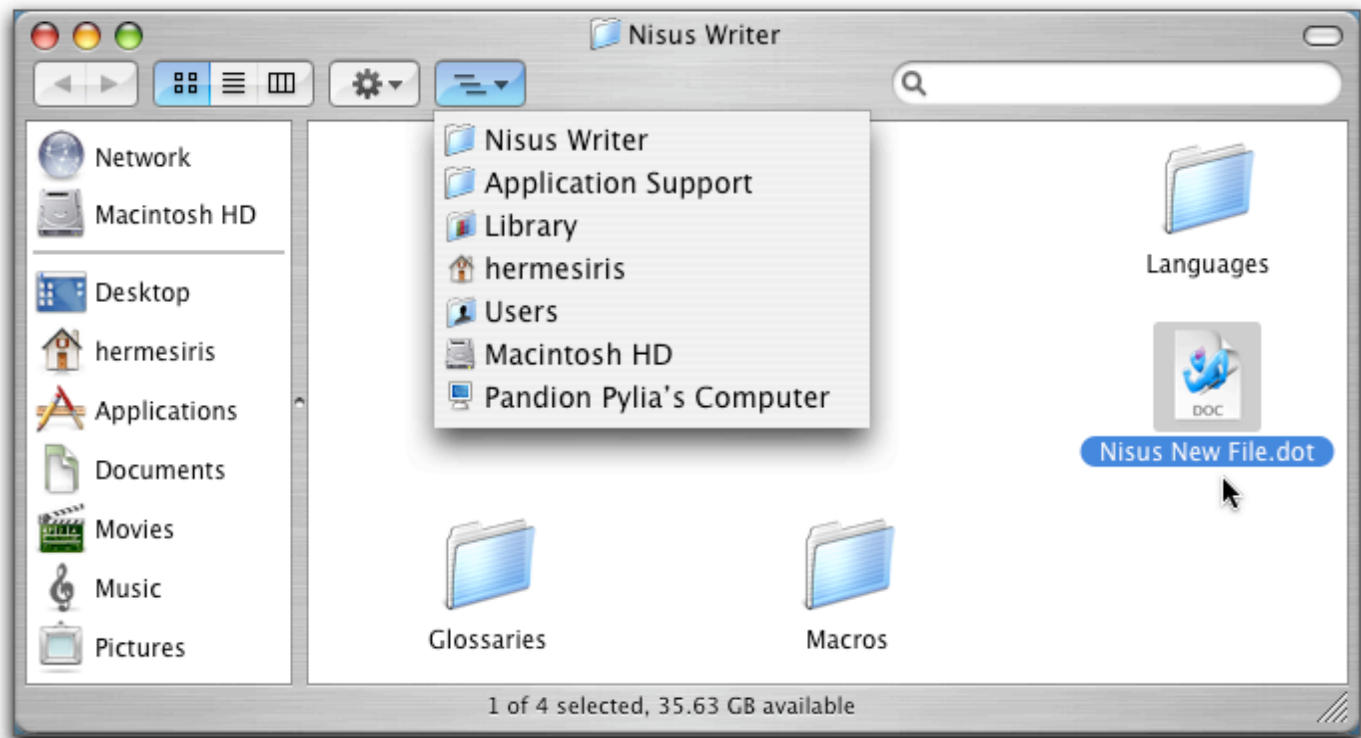 Nisus Writer
Network
Macintosh HD
Desktop
hermesiris
Applications
Documents
Movies
Music
Pictures
Nisus Writer
Application Support
Library
hermesiris
Users
Macintosh HD
Pandion Pylia's Computer
Languages
DOC
Nisus New File.dot
Glossaries
Macros
1 of 4 selected, 35.63 GB available